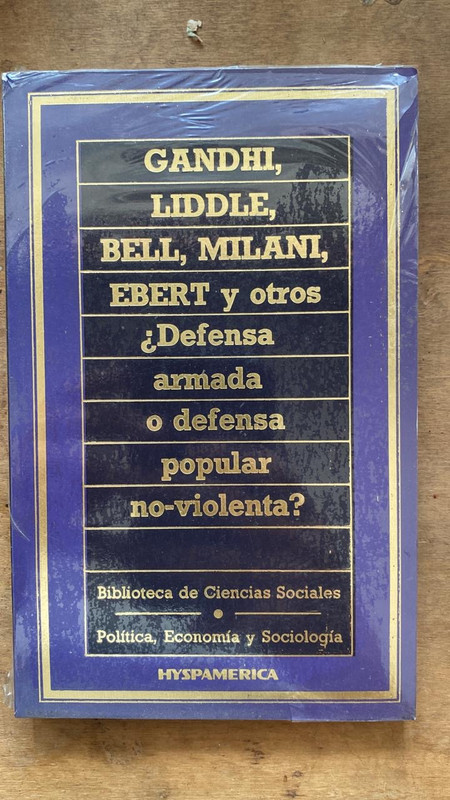 GANDHI,
LIDDLE,
BELL, MILANI,
EBERT y otros
¿Defensa
armada
o defensa
popular
no-violenta?
Biblioteca de Ciencias Sociales
Política, Economía y Sociología
HYSPAMERICA